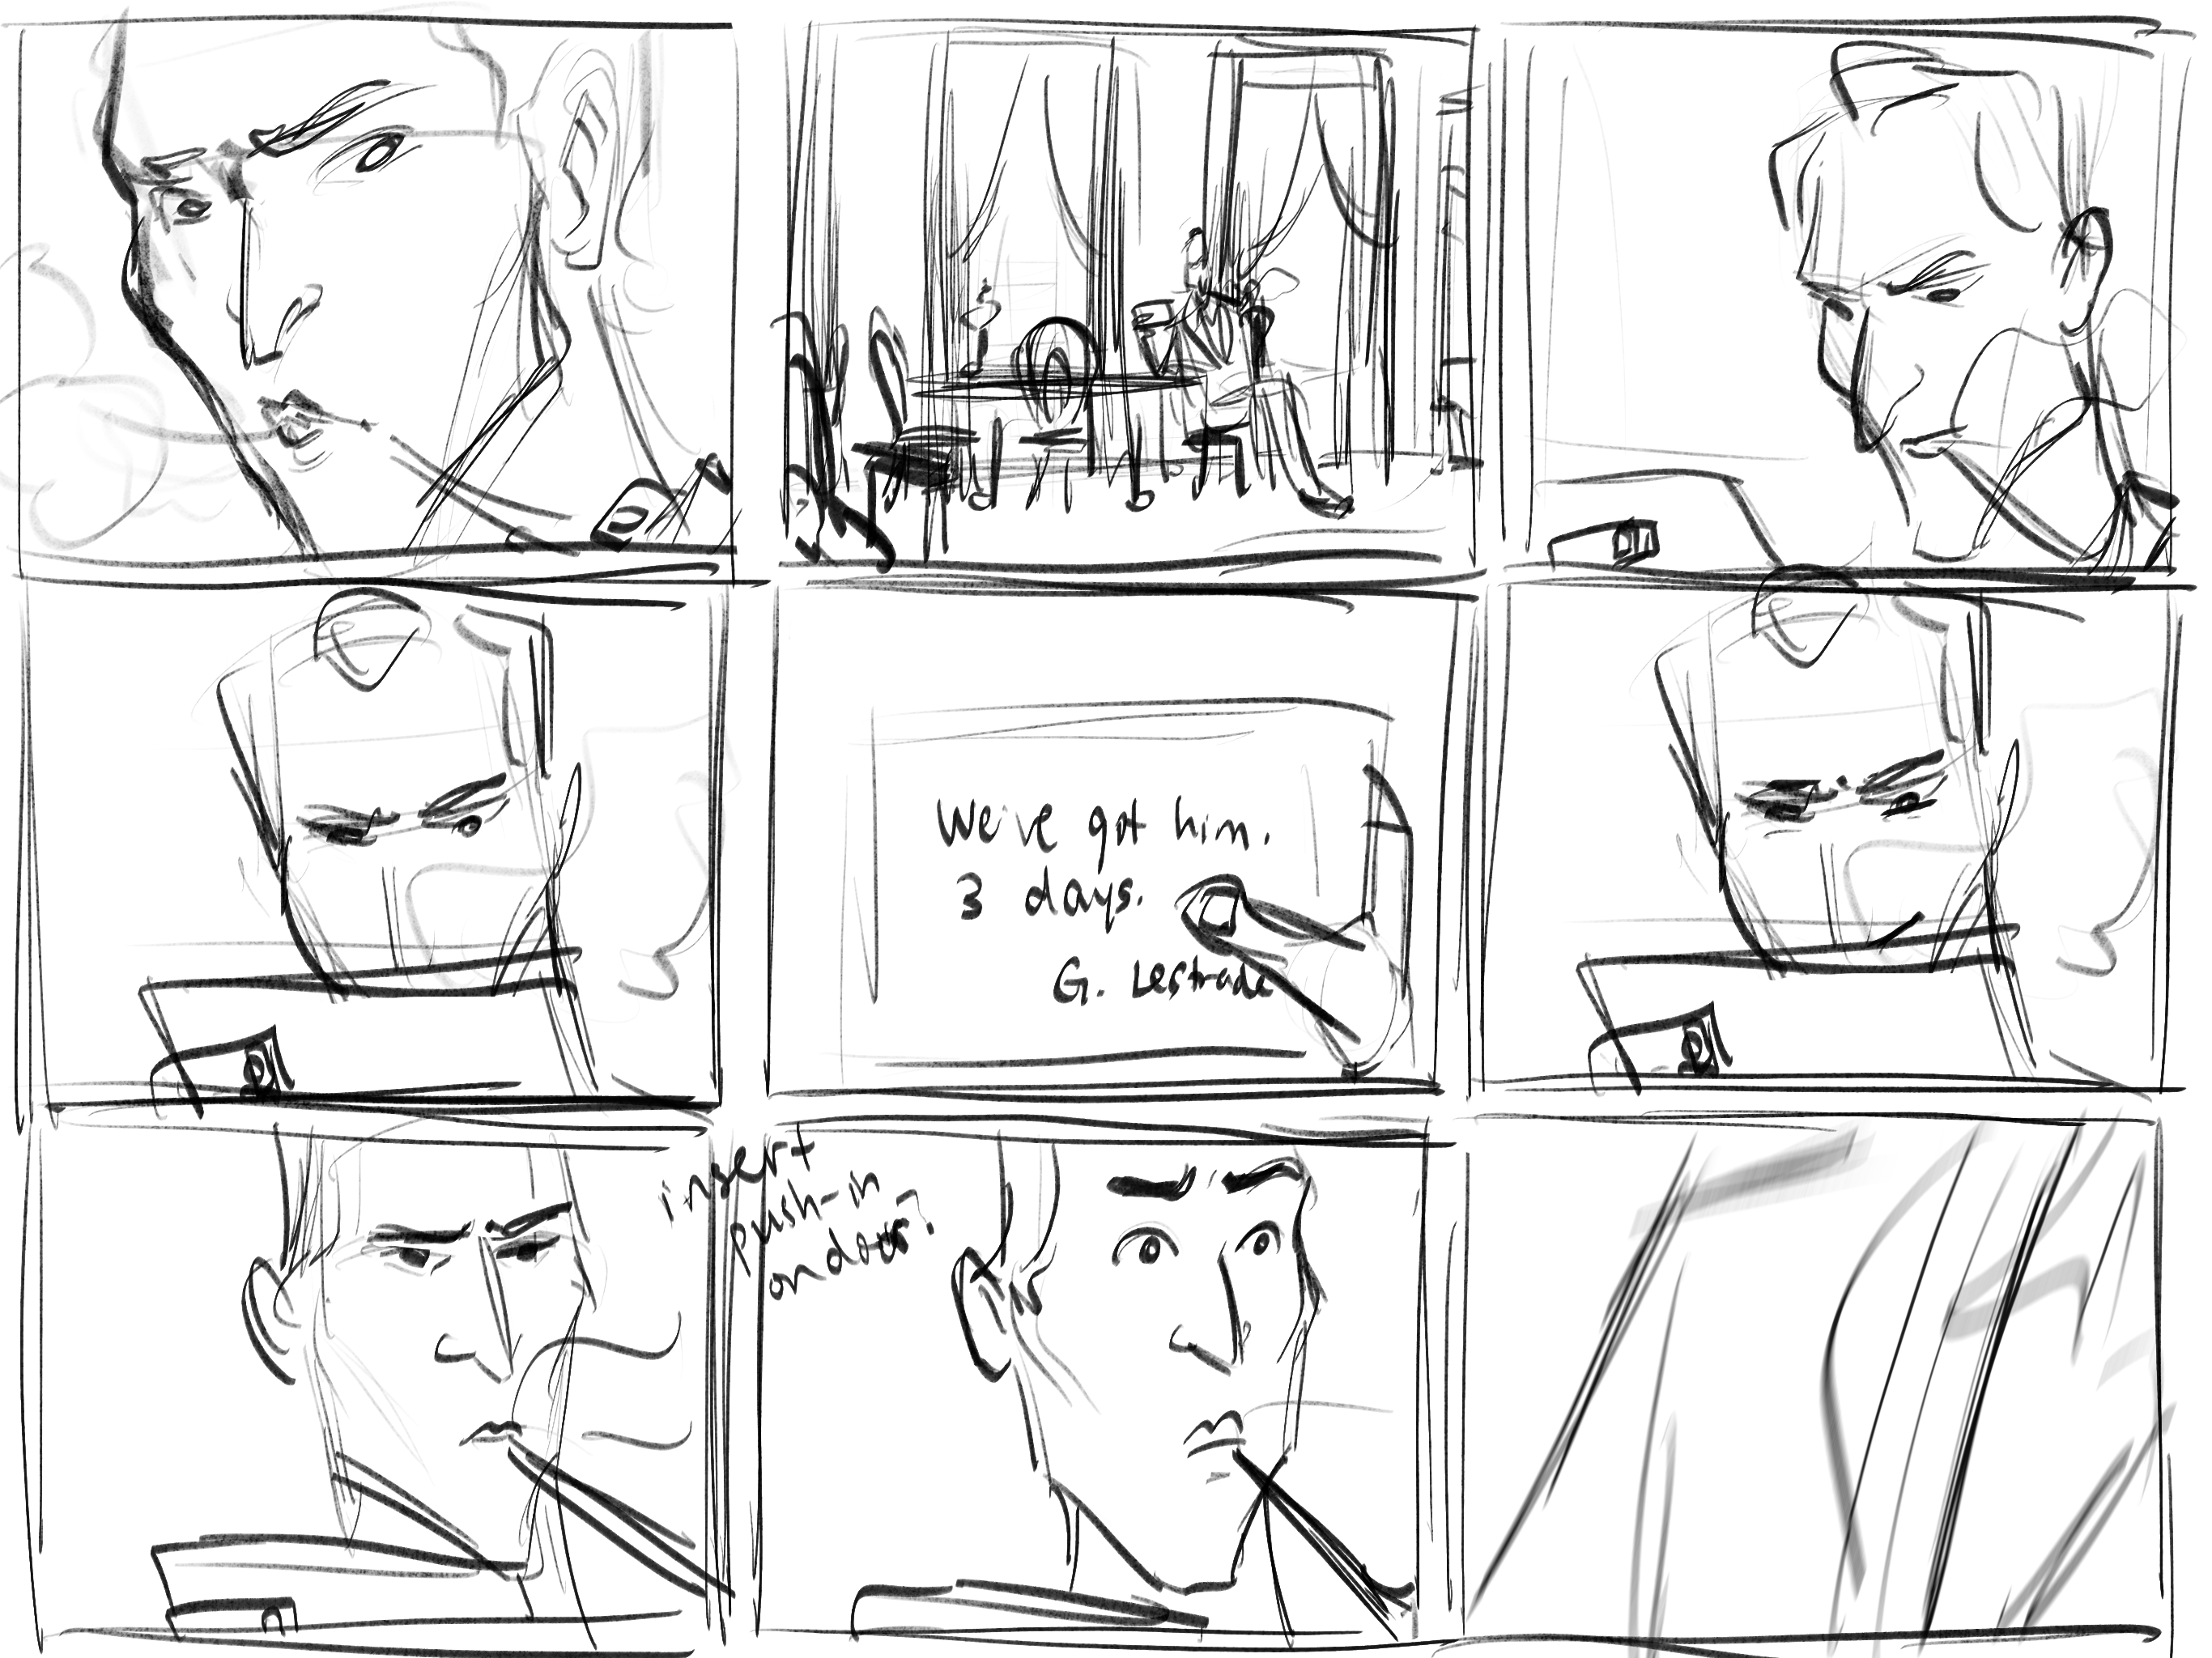 We've got him.
3 days.
G. Lestrade
insert
push-in
on door?